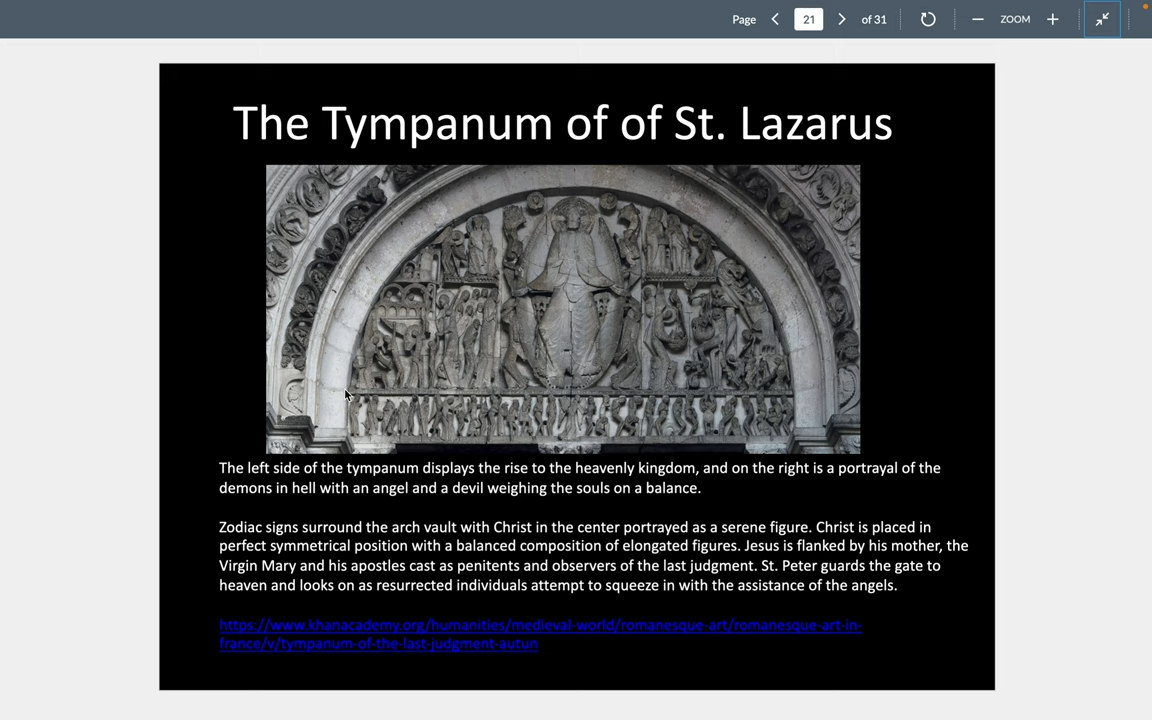 Page 21 of 31 ZOOM
The Tympanum of of St. Lazarus
The left side of the tympanum displays the rise to the heavenly kingdom, and on the right is a portrayal of the
demons in hell with an angel and a devil weighing the souls on a balance.
Zodiac signs surround the arch vault with Christ in the center portrayed as a serene figure. Christ is placed in
perfect symmetrical position with a balanced composition of elongated figures. Jesus is flanked by his mother, the
Virgin Mary and his apostles cast as penitents and observers of the last judgment. St. Peter guards the gate to
heaven and looks on as resurrected individuals attempt to squeeze in with the assistance of the angels.
https://www.khanacademy.org/humanities/medieval-world/romanesque-art/romanesque-art-in-
france/v/tympanum-of-the-last-judgment-autun